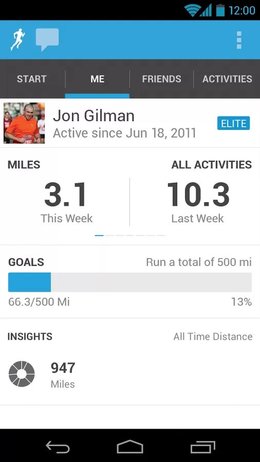 12:00
START ME FRIENDS ACTIVITIES
Jon Gilman
Active since Jun 18, 2011 ELITE
MILES ALL ACTIVITIES
3.1 10.3
This Week Last Week
GOALS Run a total of 500 mi
66.3/500 Mi 13%
INSIGHTS All Time Distance
947
Miles